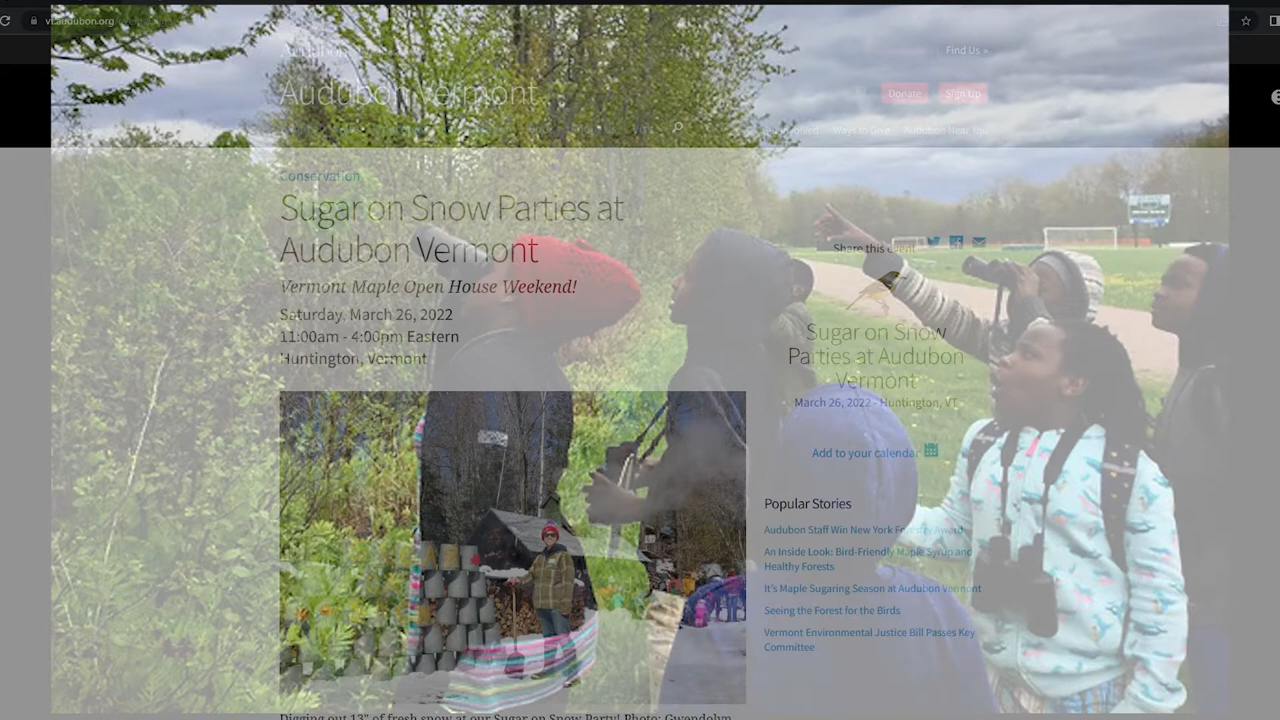 vt.audubon.org
Audubon
Find Us »
Audubon Vermont
Donate
Sign Up
Ways to Give
Audubon Near You
Conservation
Sugar on Snow Parties at
Audubon Vermont
Vermont Maple Open House Weekend!
Saturday, March 26, 2022
11:00am - 4:00pm Eastern
Huntington, Vermont
Share this event
Sugar on Snow
Parties at Audubon
Vermont
March 26, 2022 - Huntington, VT
Add to your calendar
Popular Stories
Audubon Staff Win New York Forestry Award
An Inside Look: Bird-Friendly Maple Syrup and
Healthy Forests
It's Maple Sugaring Season at Audubon Vermont
Seeing the Forest for the Birds
Vermont Environmental Justice Bill Passes Key
Committee
Digging out 13" of fresh snow at our Sugar on Snow Party! Photo: Gwendolyn